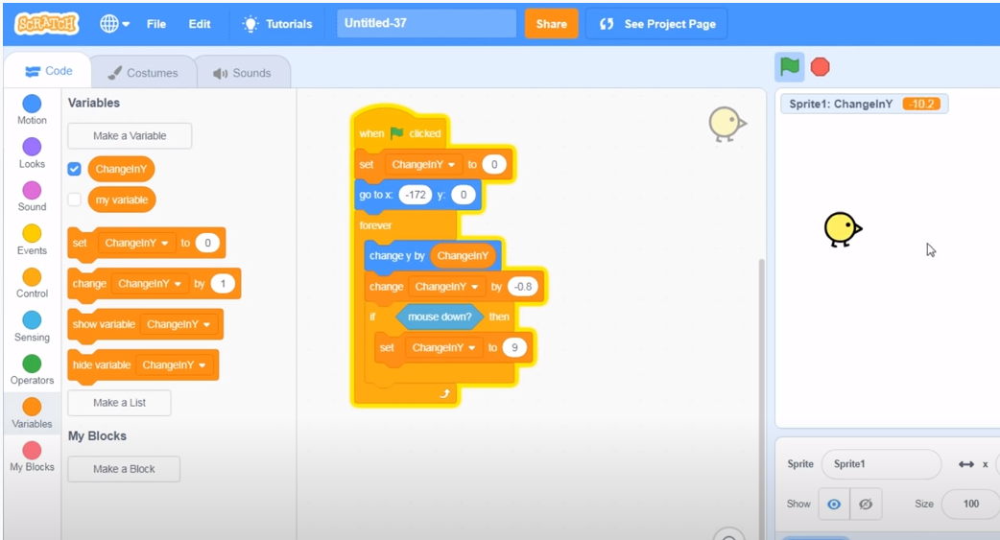 SCRATCH File Edit Tutorials Untitled-37 Share See Project Page
Code Costumes Sounds
Motion
Looks
Sound
Events
Control
Sensing
Operators
Variables
My Blocks
Variables
Make a Variable
ChangeInY
my variable
set ChangeInY to 0
change ChangeInY by 1
show variable ChangeInY
hide variable ChangeInY
Make a List
My Blocks
Make a Block
when clicked
set ChangeInY to 0
go to x: -172 y: 0
forever
change y by ChangeInY
change ChangeInY by -0.8
if mouse down? then
set ChangeInY to 9
Sprite1: ChangeInY -10.2
Sprite Sprite1 x
Show Size 100